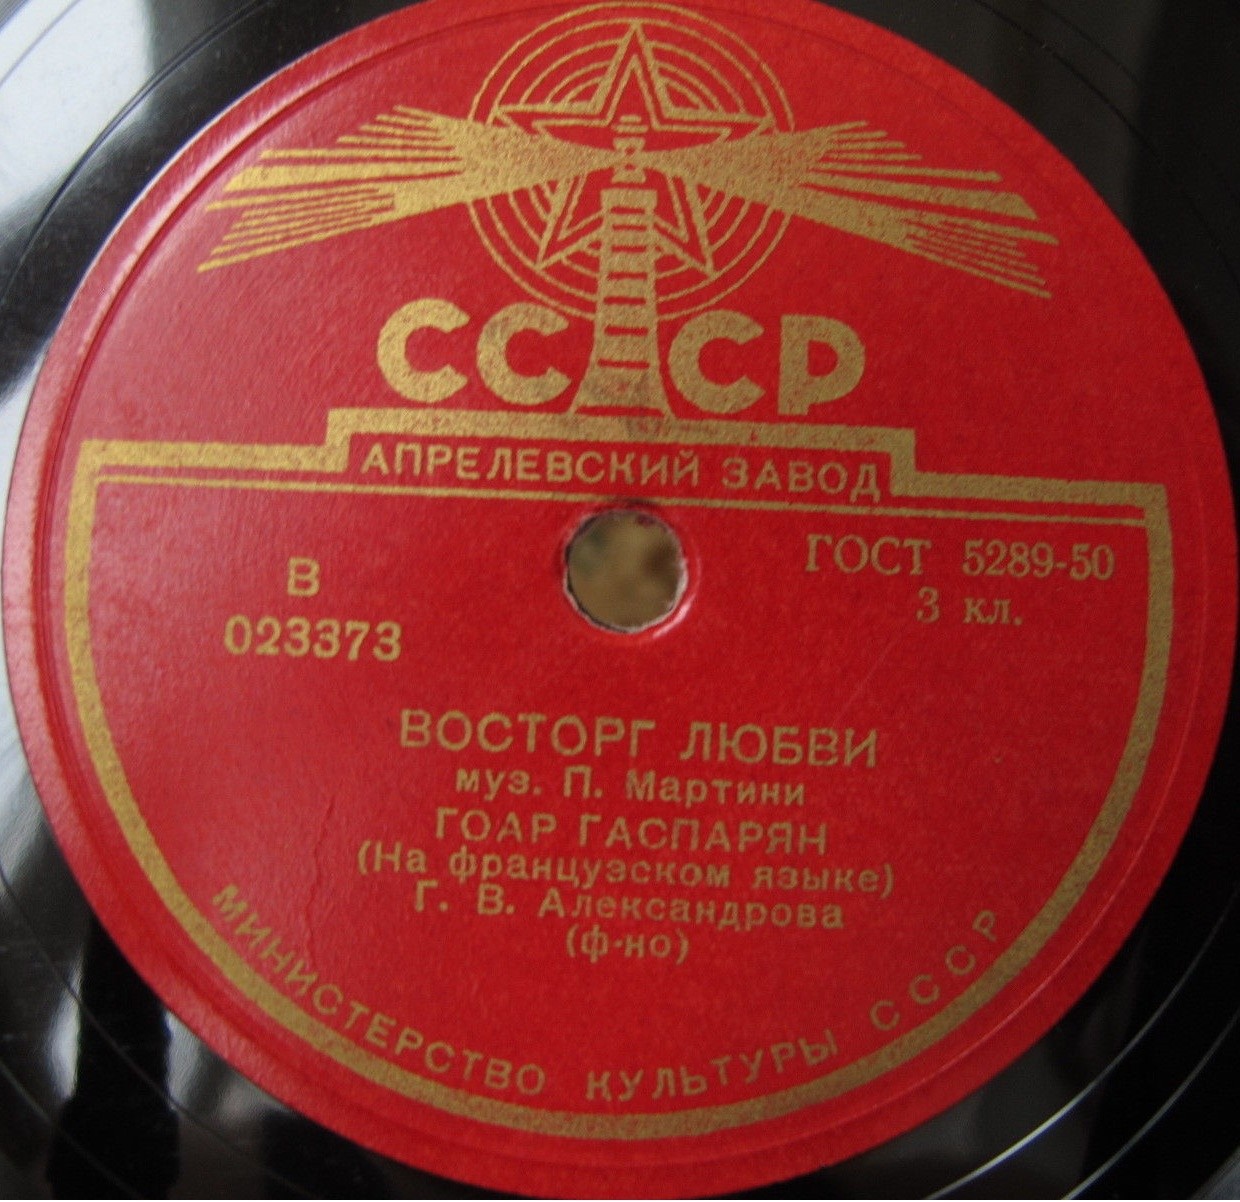 СССР
АПРЕЛЕВСКИЙ ЗАВОД
В
023373
ГОСТ 5289-50
3 кл.
ВОСТОРГ ЛЮБВИ
муз. П. Мартини
ГОАР ГАСПАРЯН
(На французском языке)
Г. В. Александрова
(ф-но)
МИНИСТЕРСТВО КУЛЬТУРЫ СССР